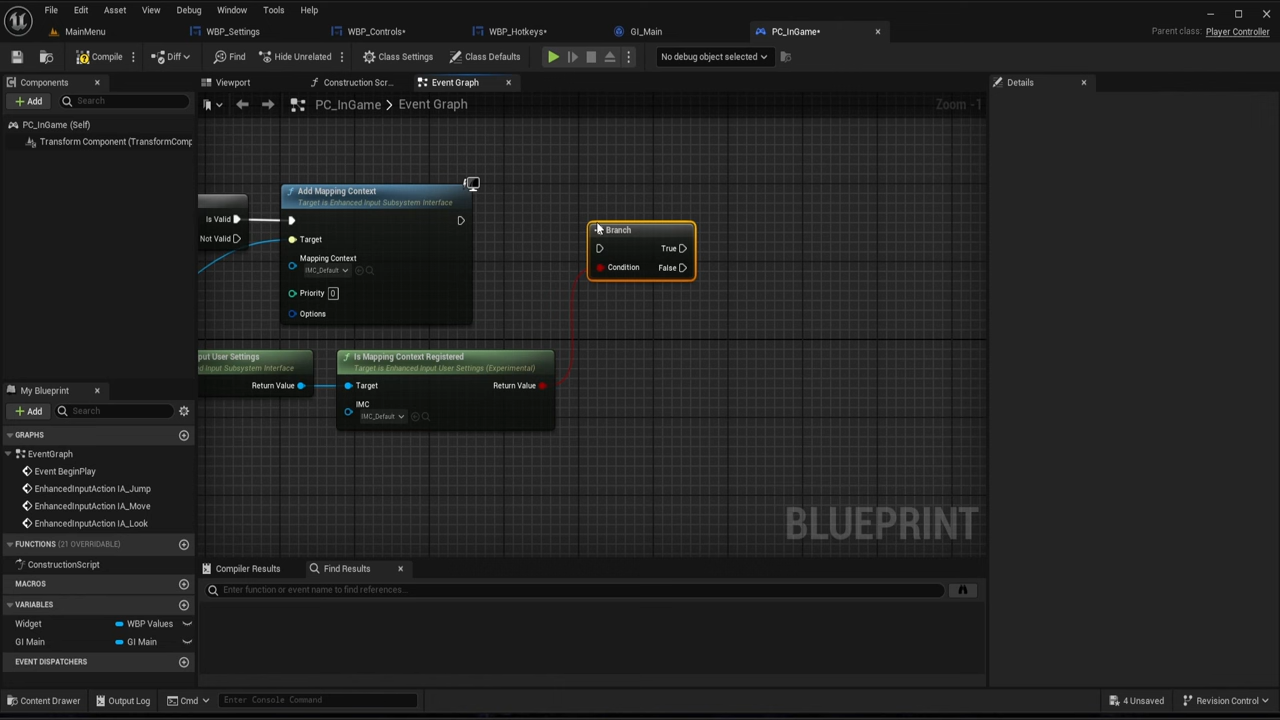 File Edit Asset View Debug Window Tools Help
MainMenu WBP_Settings WBP_Controls* WBP_Hotkeys* GI_Main PC_InGame* Parent class: Player Controller
Compile Diff Find Hide Unrelated Class Settings Class Defaults No debug object selected
Components Viewport Construction Scr... Event Graph Details
+ Add Search PC_InGame > Event Graph Zoom -1
PC_InGame (Self)
Transform Component (TransformComp
Add Mapping Context
Target is Enhanced Input Subsystem Interface
Is Valid
Not Valid
Target
Mapping Context
IMC_Default
Priority 0
Options
Branch
True
Condition False
put User Settings
Input Subsystem Interface
Return Value
Is Mapping Context Registered
Target is Enhanced Input User Settings (Experimental)
Target Return Value
IMC
IMC_Default
BLUEPRINT
My Blueprint
+ Add Search
GRAPHS
EventGraph
Event BeginPlay
EnhancedInputAction IA_Jump
EnhancedInputAction IA_Move
EnhancedInputAction IA_Look
FUNCTIONS (21 OVERRIDABLE)
ConstructionScript
MACROS
VARIABLES
Widget WBP Values
GI Main GI Main
EVENT DISPATCHERS
Compiler Results Find Results
Enter function or event name to find references...
Content Drawer Output Log Cmd Enter Console Command 4 Unsaved Revision Control